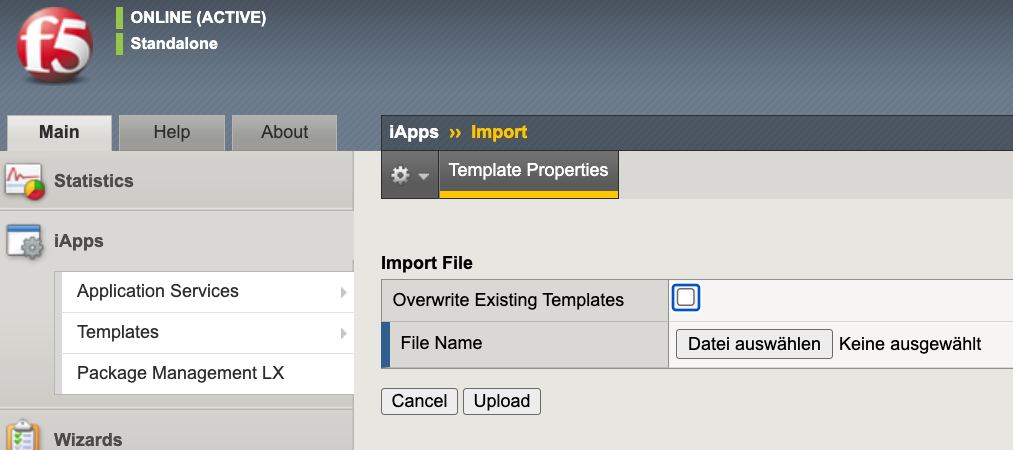 f5
ONLINE (ACTIVE)
Standalone
Main Help About
iApps ›› Import
Template Properties
Statistics
iApps
Application Services
Templates
Package Management LX
Wizards
Import File
Overwrite Existing Templates
File Name Datei auswählen Keine ausgewählt
Cancel Upload